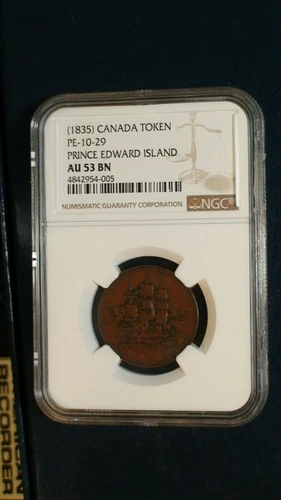 (1835) CANADA TOKEN
PE-10-29
PRINCE EDWARD ISLAND
AU 53 BN
4842954-005
NUMISMATIC GUARANTY CORPORATION
NGC
RECORDER